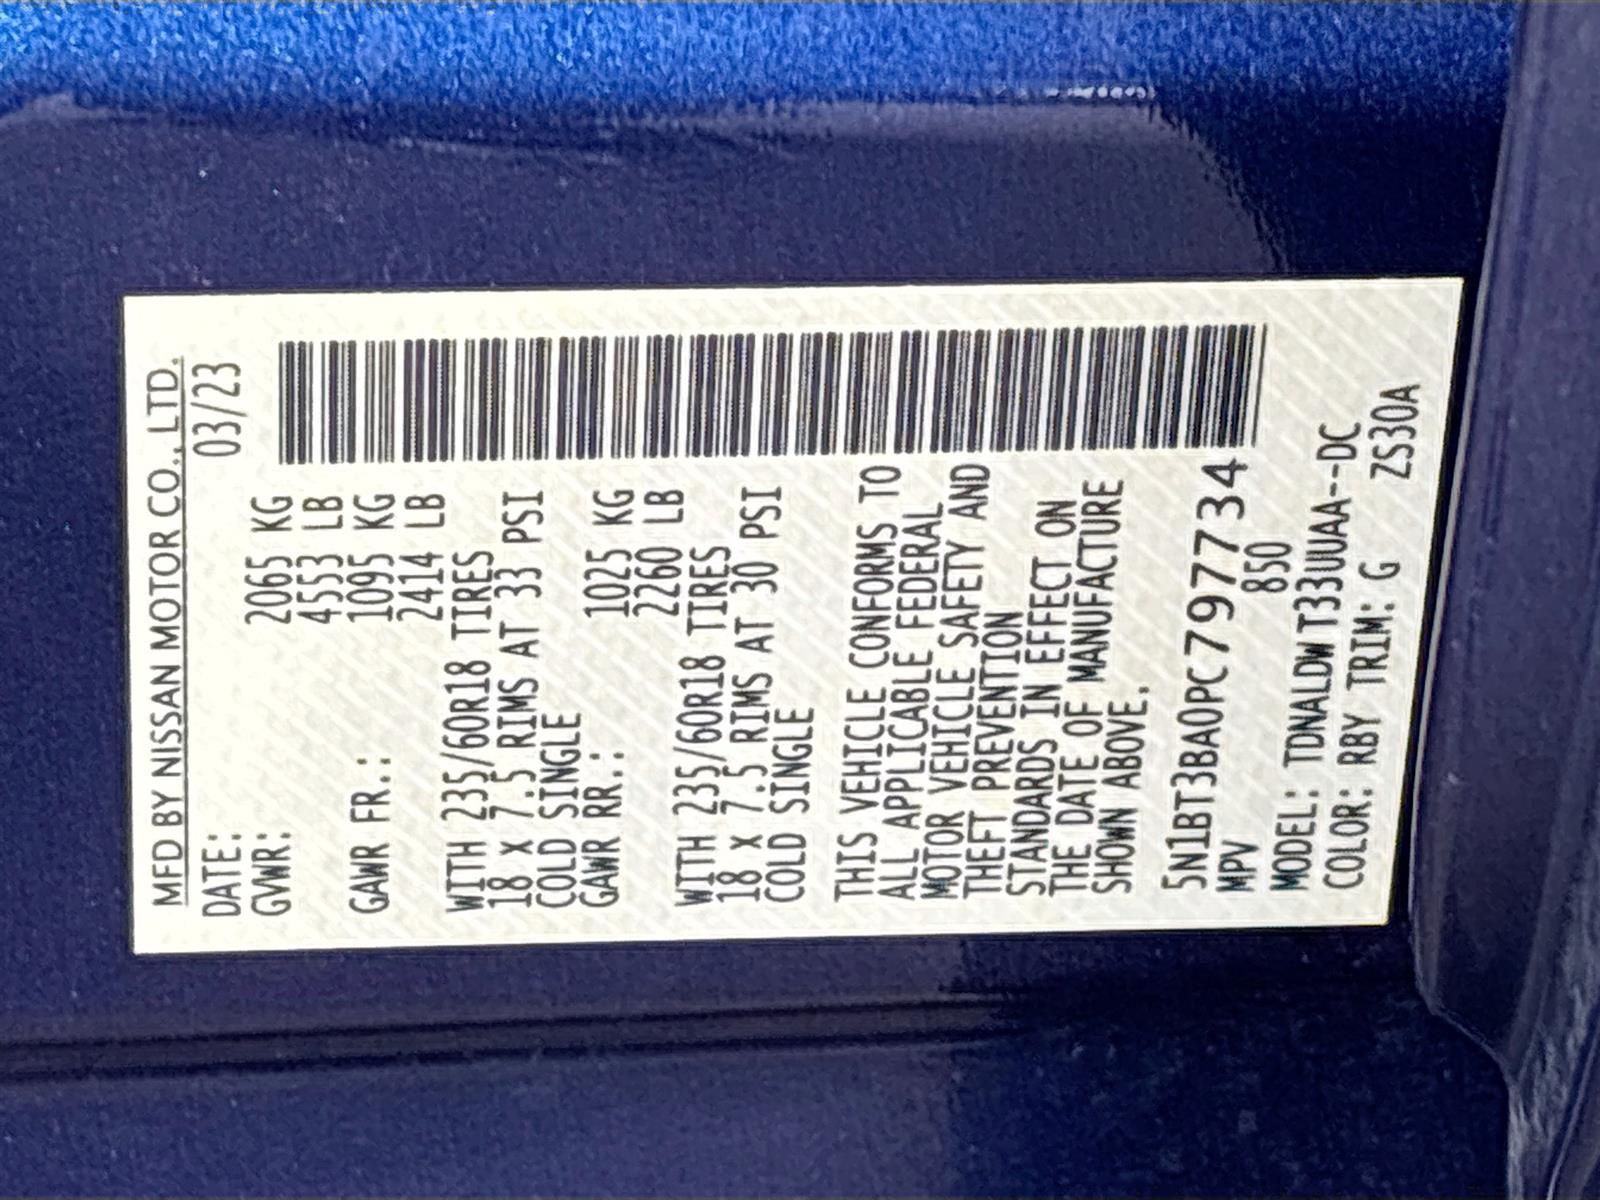 MFD BY NISSAN MOTOR CO., LTD.
DATE: 03/23
GVWR: 2065 KG
4553 LB
GAWR FR.: 1095 KG
2414 LB
WITH 235/60R18 TIRES
18 X 7.5 RIMS AT 33 PSI
COLD SINGLE
GAWR RR.: 1025 KG
2260 LB
WITH 235/60R18 TIRES
18 X 7.5 RIMS AT 30 PSI
COLD SINGLE
THIS VEHICLE CONFORMS TO
ALL APPLICABLE FEDERAL
MOTOR VEHICLE SAFETY AND
THEFT PREVENTION
STANDARDS IN EFFECT ON
THE DATE OF MANUFACTURE
SHOWN ABOVE.
5N1BT3BA0PC797734
MPV 850
MODEL: TDNALDWT33UUAA--DC
COLOR: RBY TRIM: G ZS30A